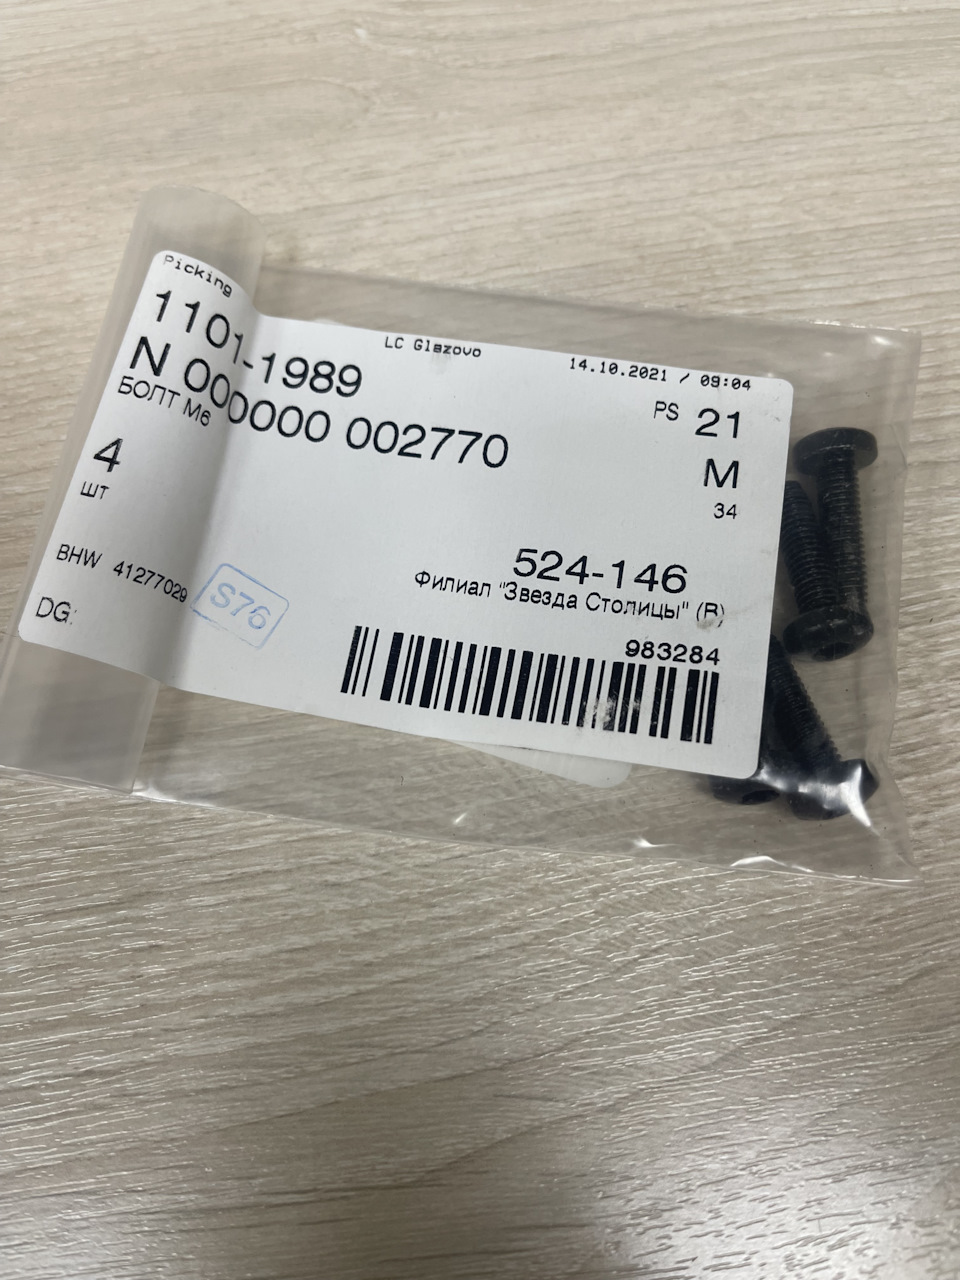 Picking
LC Glazovo
14.10.2021 / 09:04
1101-1989
PS 21
N 000000 002770
M
БОЛТ М6
34
4
шт
524-146
Филиал "Звезда Столицы" (R)
BHW 41277029
S76
DG:
983284